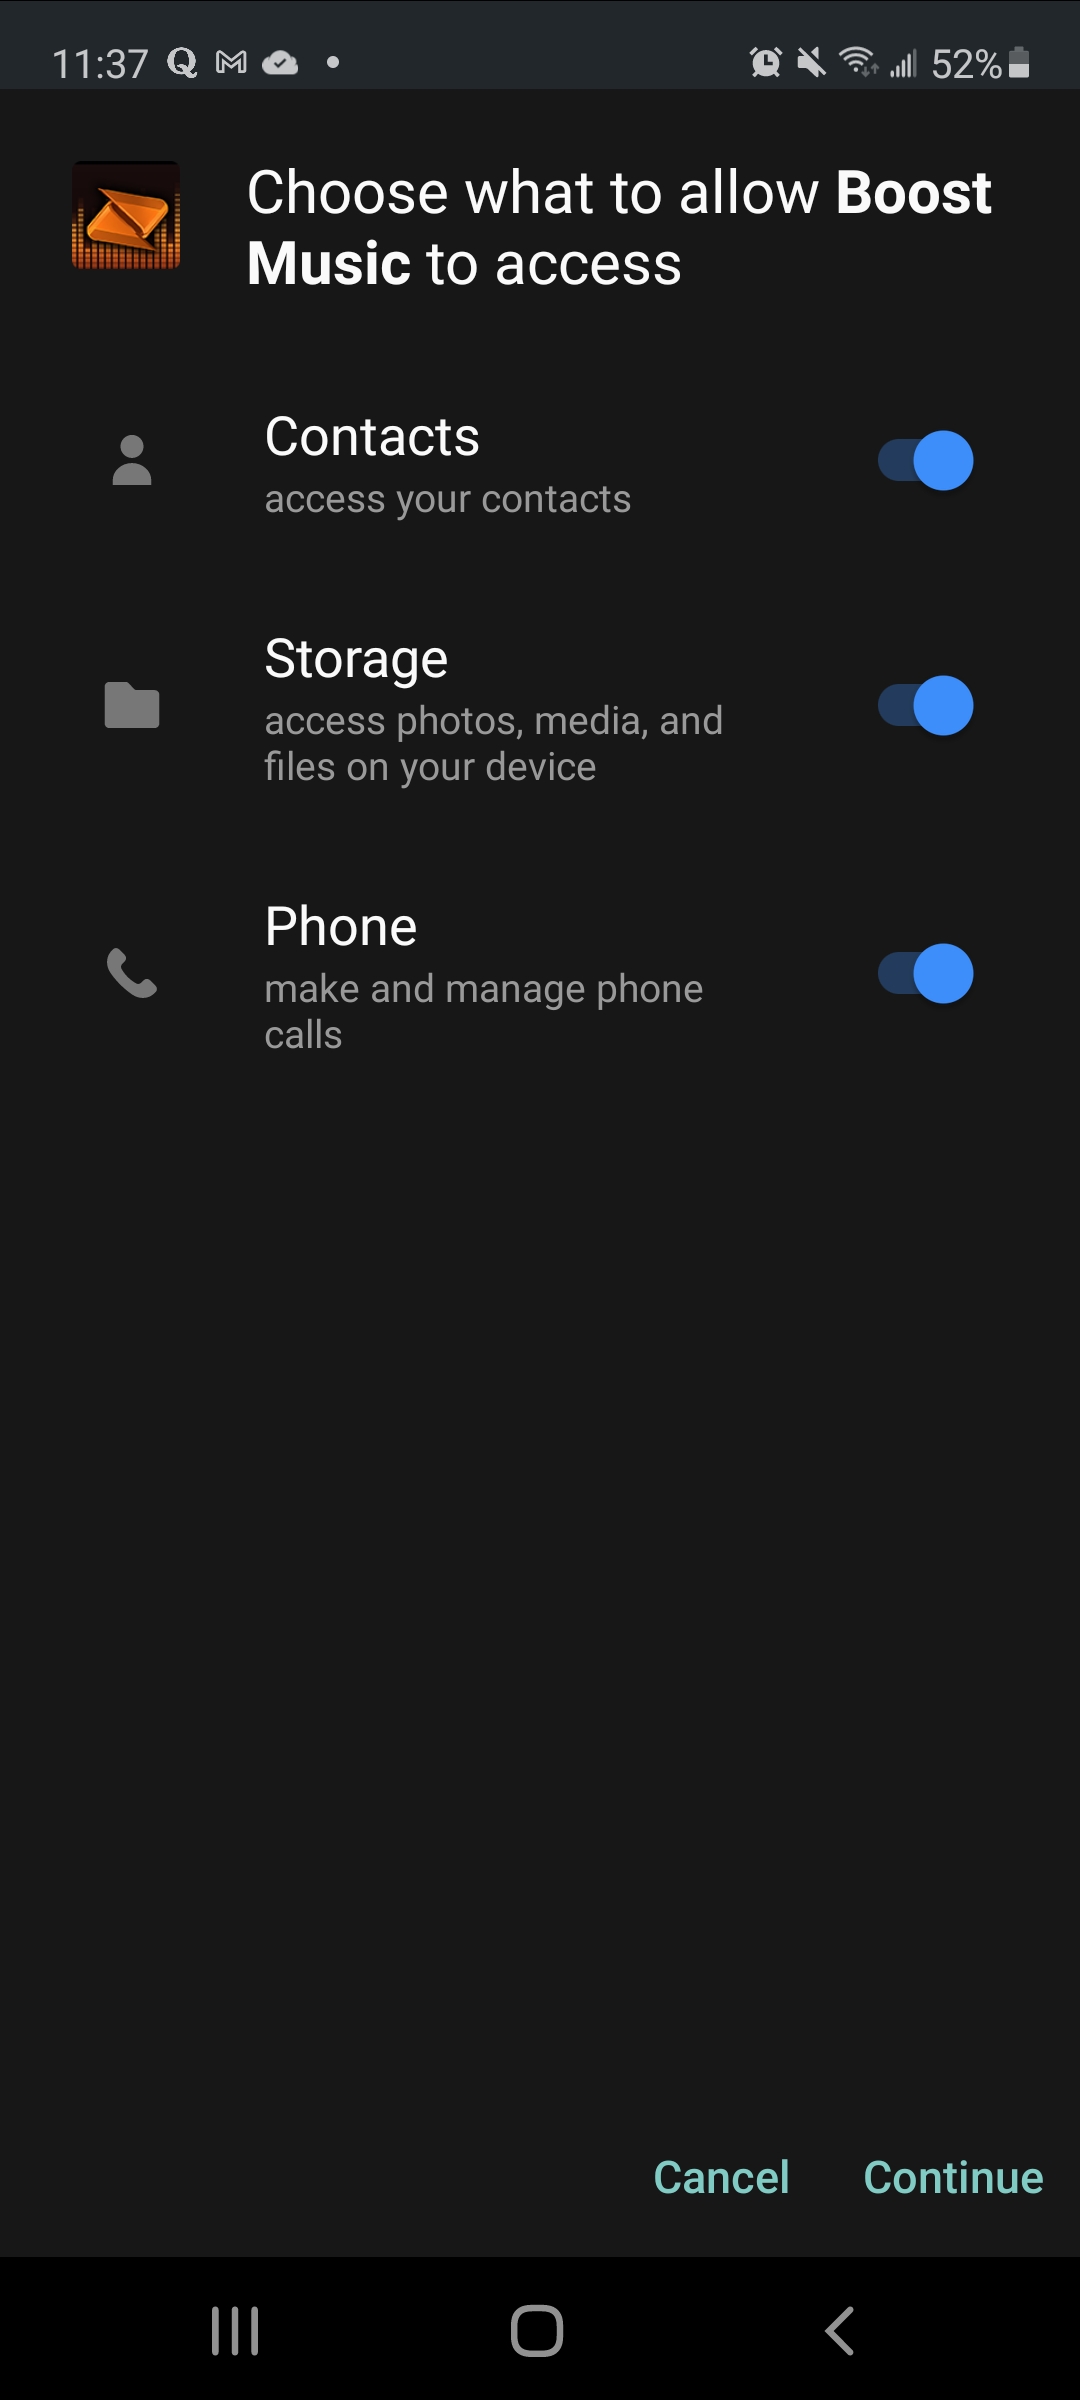 11:37
52%
Choose what to allow Boost
Music to access
Contacts
access your contacts
Storage
access photos, media, and
files on your device
Phone
make and manage phone
calls
Cancel Continue